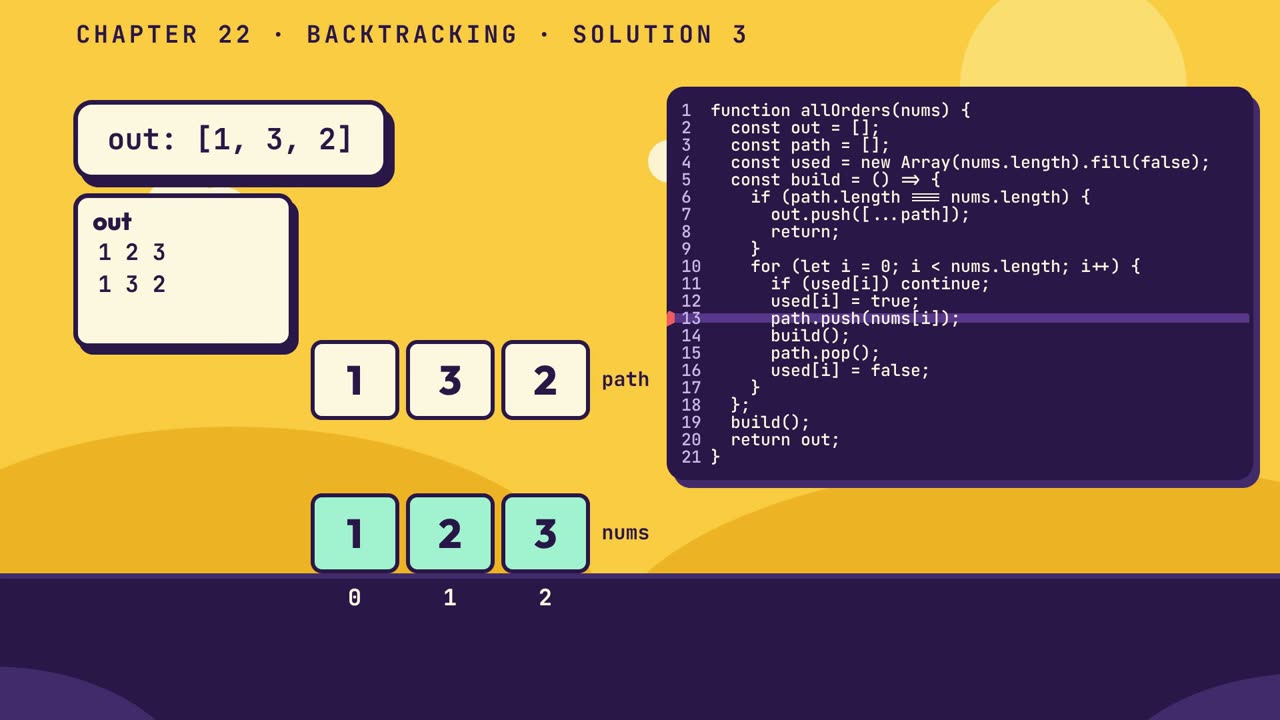 CHAPTER 22 · BACKTRACKING · SOLUTION 3
out: [1, 3, 2]
out
1 2 3
1 3 2
1 3 2 path
1 2 3 nums
0 1 2
1 function allOrders(nums) {
2 const out = [];
3 const path = [];
4 const used = new Array(nums.length).fill(false);
5 const build = () => {
6 if (path.length === nums.length) {
7 out.push([...path]);
8 return;
9 }
10 for (let i = 0; i < nums.length; i++) {
11 if (used[i]) continue;
12 used[i] = true;
13 path.push(nums[i]);
14 build();
15 path.pop();
16 used[i] = false;
17 }
18 };
19 build();
20 return out;
21 }